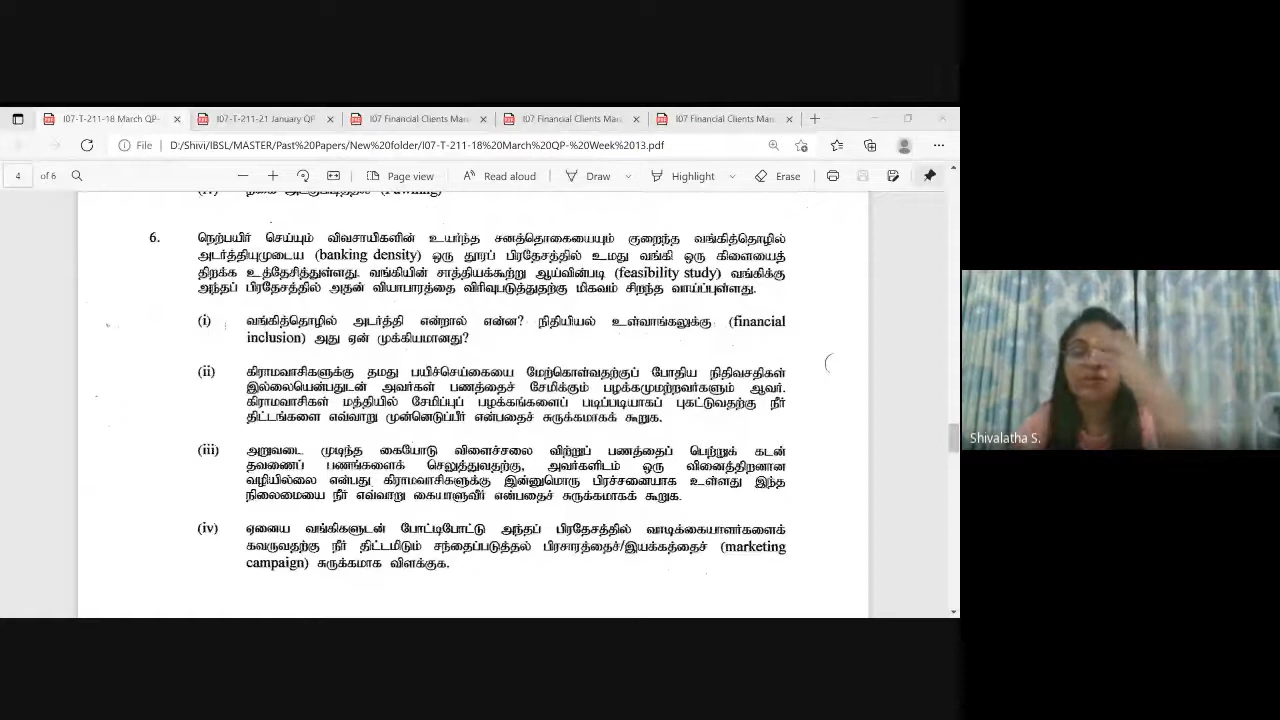 I07-T-211-18 March QP-
I07-T-211-21 January QP
I07 Financial Clients Man
I07 Financial Clients Man
I07 Financial Clients Man
File D:/Shivi/IBSL/MASTER/Past%20Papers/New%20folder/I07-T-211-18%20March%20QP-%20Week%2013.pdf
4 of 6 Page view Read aloud Draw Highlight Erase
6. நெற்பயிர் செய்யும் விவசாயிகளின் உயர்ந்த சனத்தொகையையும் குறைந்த வங்கித்தொழில்
அடர்த்தியுமுடைய (banking density) ஒரு தூரப் பிரதேசத்தில் உமது வங்கி ஒரு கிளையைத்
திறக்க உத்தேசித்துள்ளது. வங்கியின் சாத்தியக்கூற்று ஆய்வின்படி (feasibility study) வங்கிக்கு
அந்தப் பிரதேசத்தில் அதன் வியாபாரத்தை விரிவுபடுத்துதற்கு மிகவும் சிறந்த வாய்ப்புள்ளது.
(i) வங்கித்தொழில் அடர்த்தி என்றால் என்ன? நிதியியல் உள்வாங்கலுக்கு (financial
inclusion) அது ஏன் முக்கியமானது?
(ii) கிராமவாசிகளுக்கு தமது பயிச்செய்கையை மேற்கொள்வதற்குப் போதிய நிதிவசதிகள்
இல்லையென்பதுடன் அவர்கள் பணத்தைச் சேமிக்கும் பழக்கமுமற்றவர்களும் ஆவர்.
கிராமவாசிகள் மத்தியில் சேமிப்புப் பழக்கங்களைப் படிப்படியாகப் புகட்டுவதற்கு நீர்
திட்டங்களை எவ்வாறு முன்னெடுப்பீர் என்பதைச் சுருக்கமாகக் கூறுக.
(iii) அறுவடை முடிந்த கையோடு விளைச்சலை விற்றுப் பணத்தைப் பெற்றுக் கடன்
தவணைப் பணங்களைக் செலுத்துவதற்கு, அவர்களிடம் ஒரு வினைத்திறனான
வழியில்லை என்பது கிராமவாசிகளுக்கு இன்னுமொரு பிரச்சனையாக உள்ளது இந்த
நிலைமையை நீர் எவ்வாறு கையாளுவீர் என்பதைச் சுருக்கமாகக் கூறுக.
(iv) ஏனைய வங்கிகளுடன் போட்டிபோட்டு அந்தப் பிரதேசத்தில் வாடிக்கையாளர்களைக்
கவருவதற்கு நீர் திட்டமிடும் சந்தைப்படுத்தல் பிரசாரத்தைச்/இயக்கத்தைச் (marketing
campaign) சுருக்கமாக விளக்குக.
Shivalatha S.